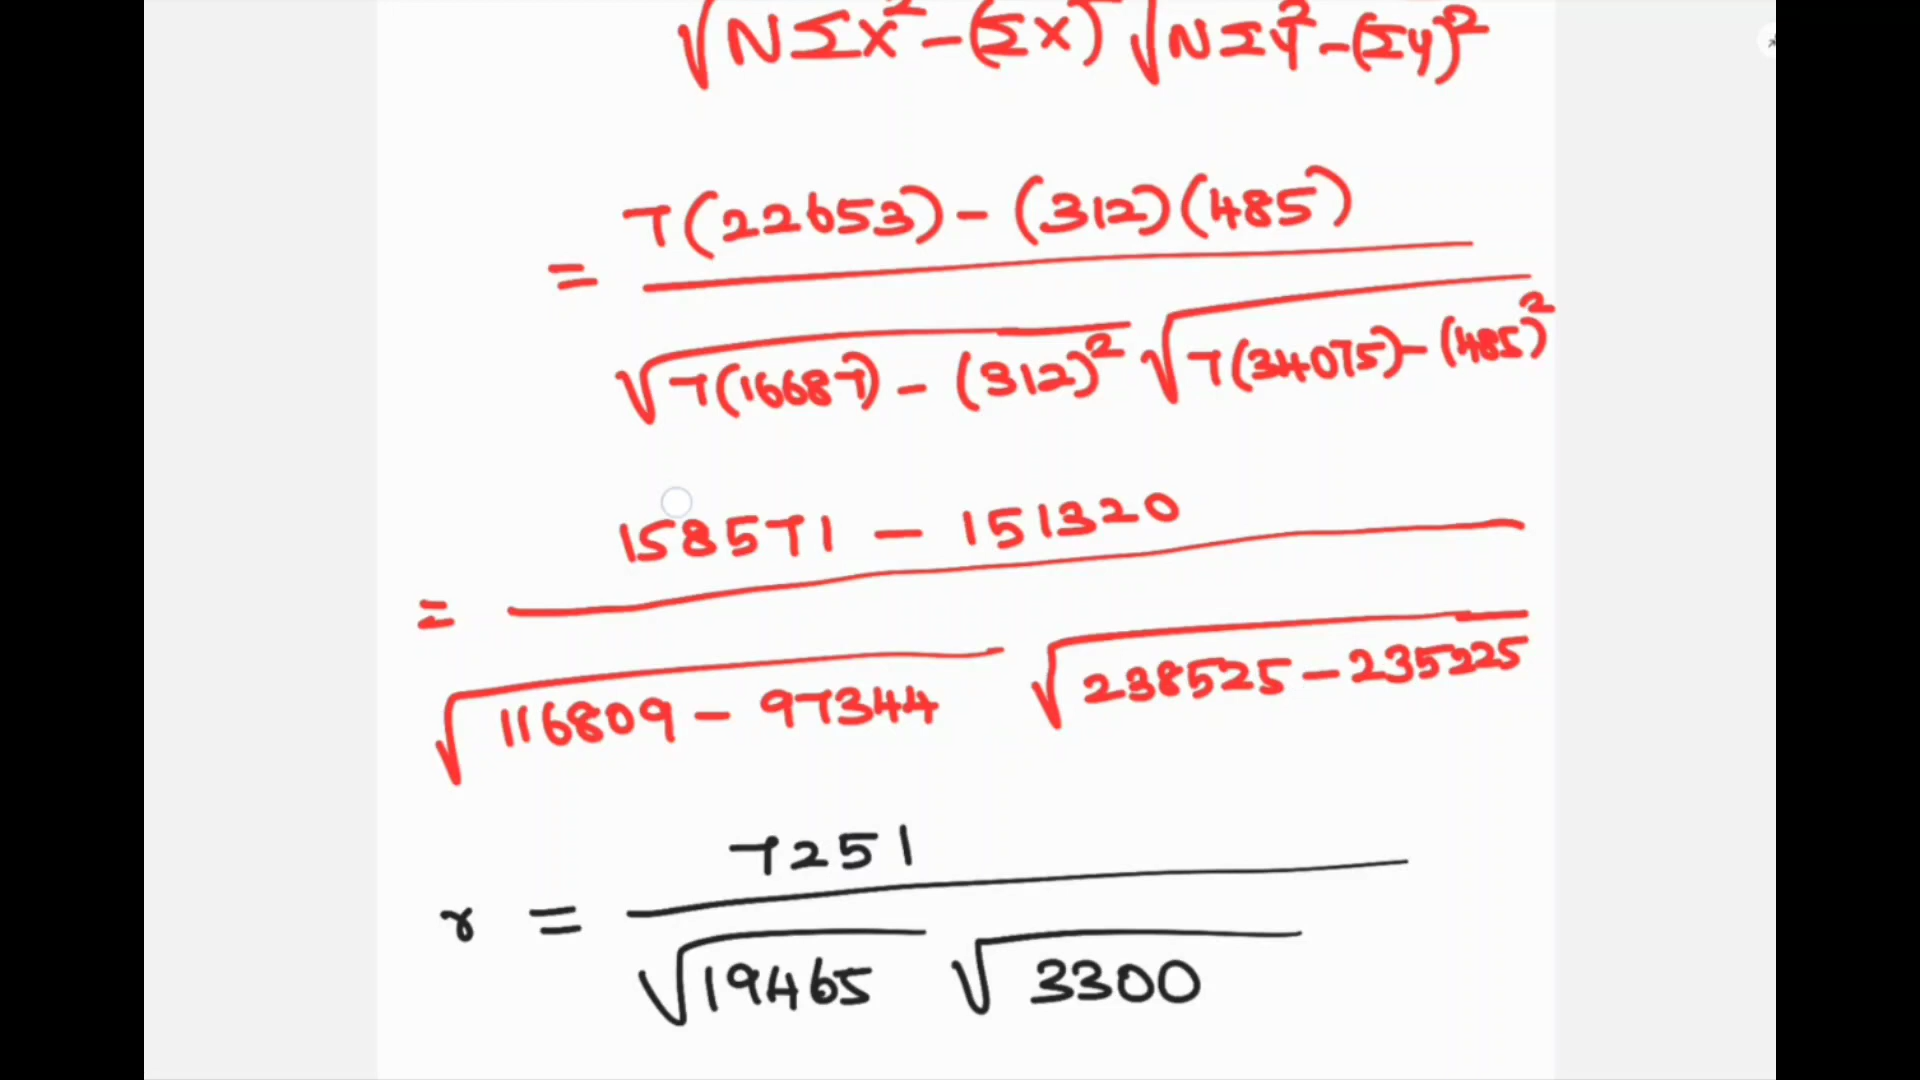 √NΣX² - (ΣX)² √NΣY² - (ΣY)²
= 7(22653) - (312)(485)
√7(16687) - (312)² √7(34075) - (485)²
= 158571 - 151320
√116809 - 97344 √238525 - 235225
r = 7251
√19465 √3300